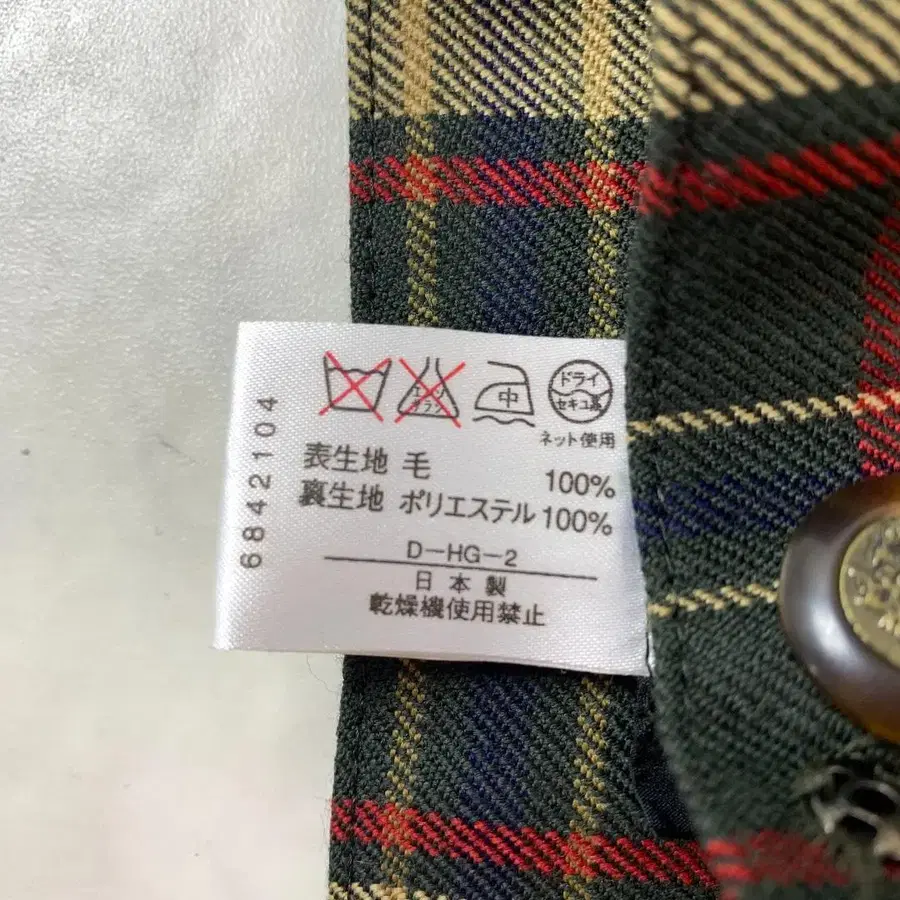 中
ドライ
セキユ系
ネット使用
表生地 毛 100%
裏生地 ポリエステル 100%
D-HG-2
日本製
乾燥機使用禁止
6842104